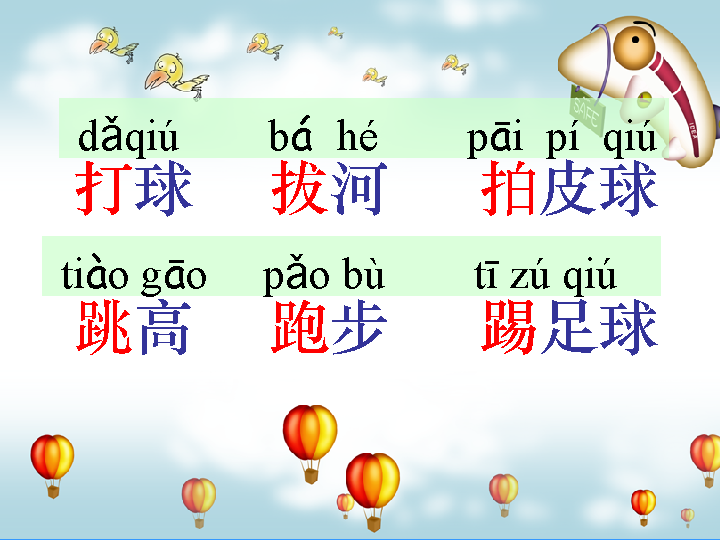 dǎqiú bá hé pāi pí qiú
打球 拔河 拍皮球
tiào gāo pǎo bù tī zú qiú
跳高 跑步 踢足球
SAFE
IDEA